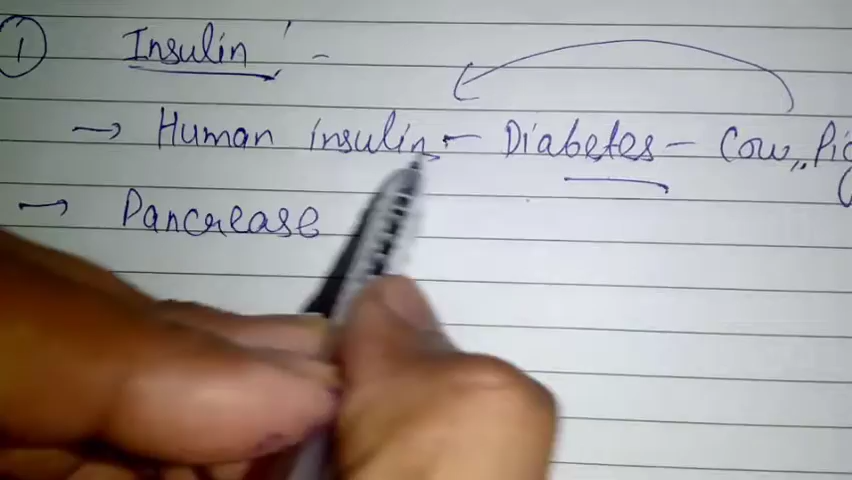 ① Insulin' -
→ Human insulin - Diabetes - Cow,, Pig
→ Pancrease